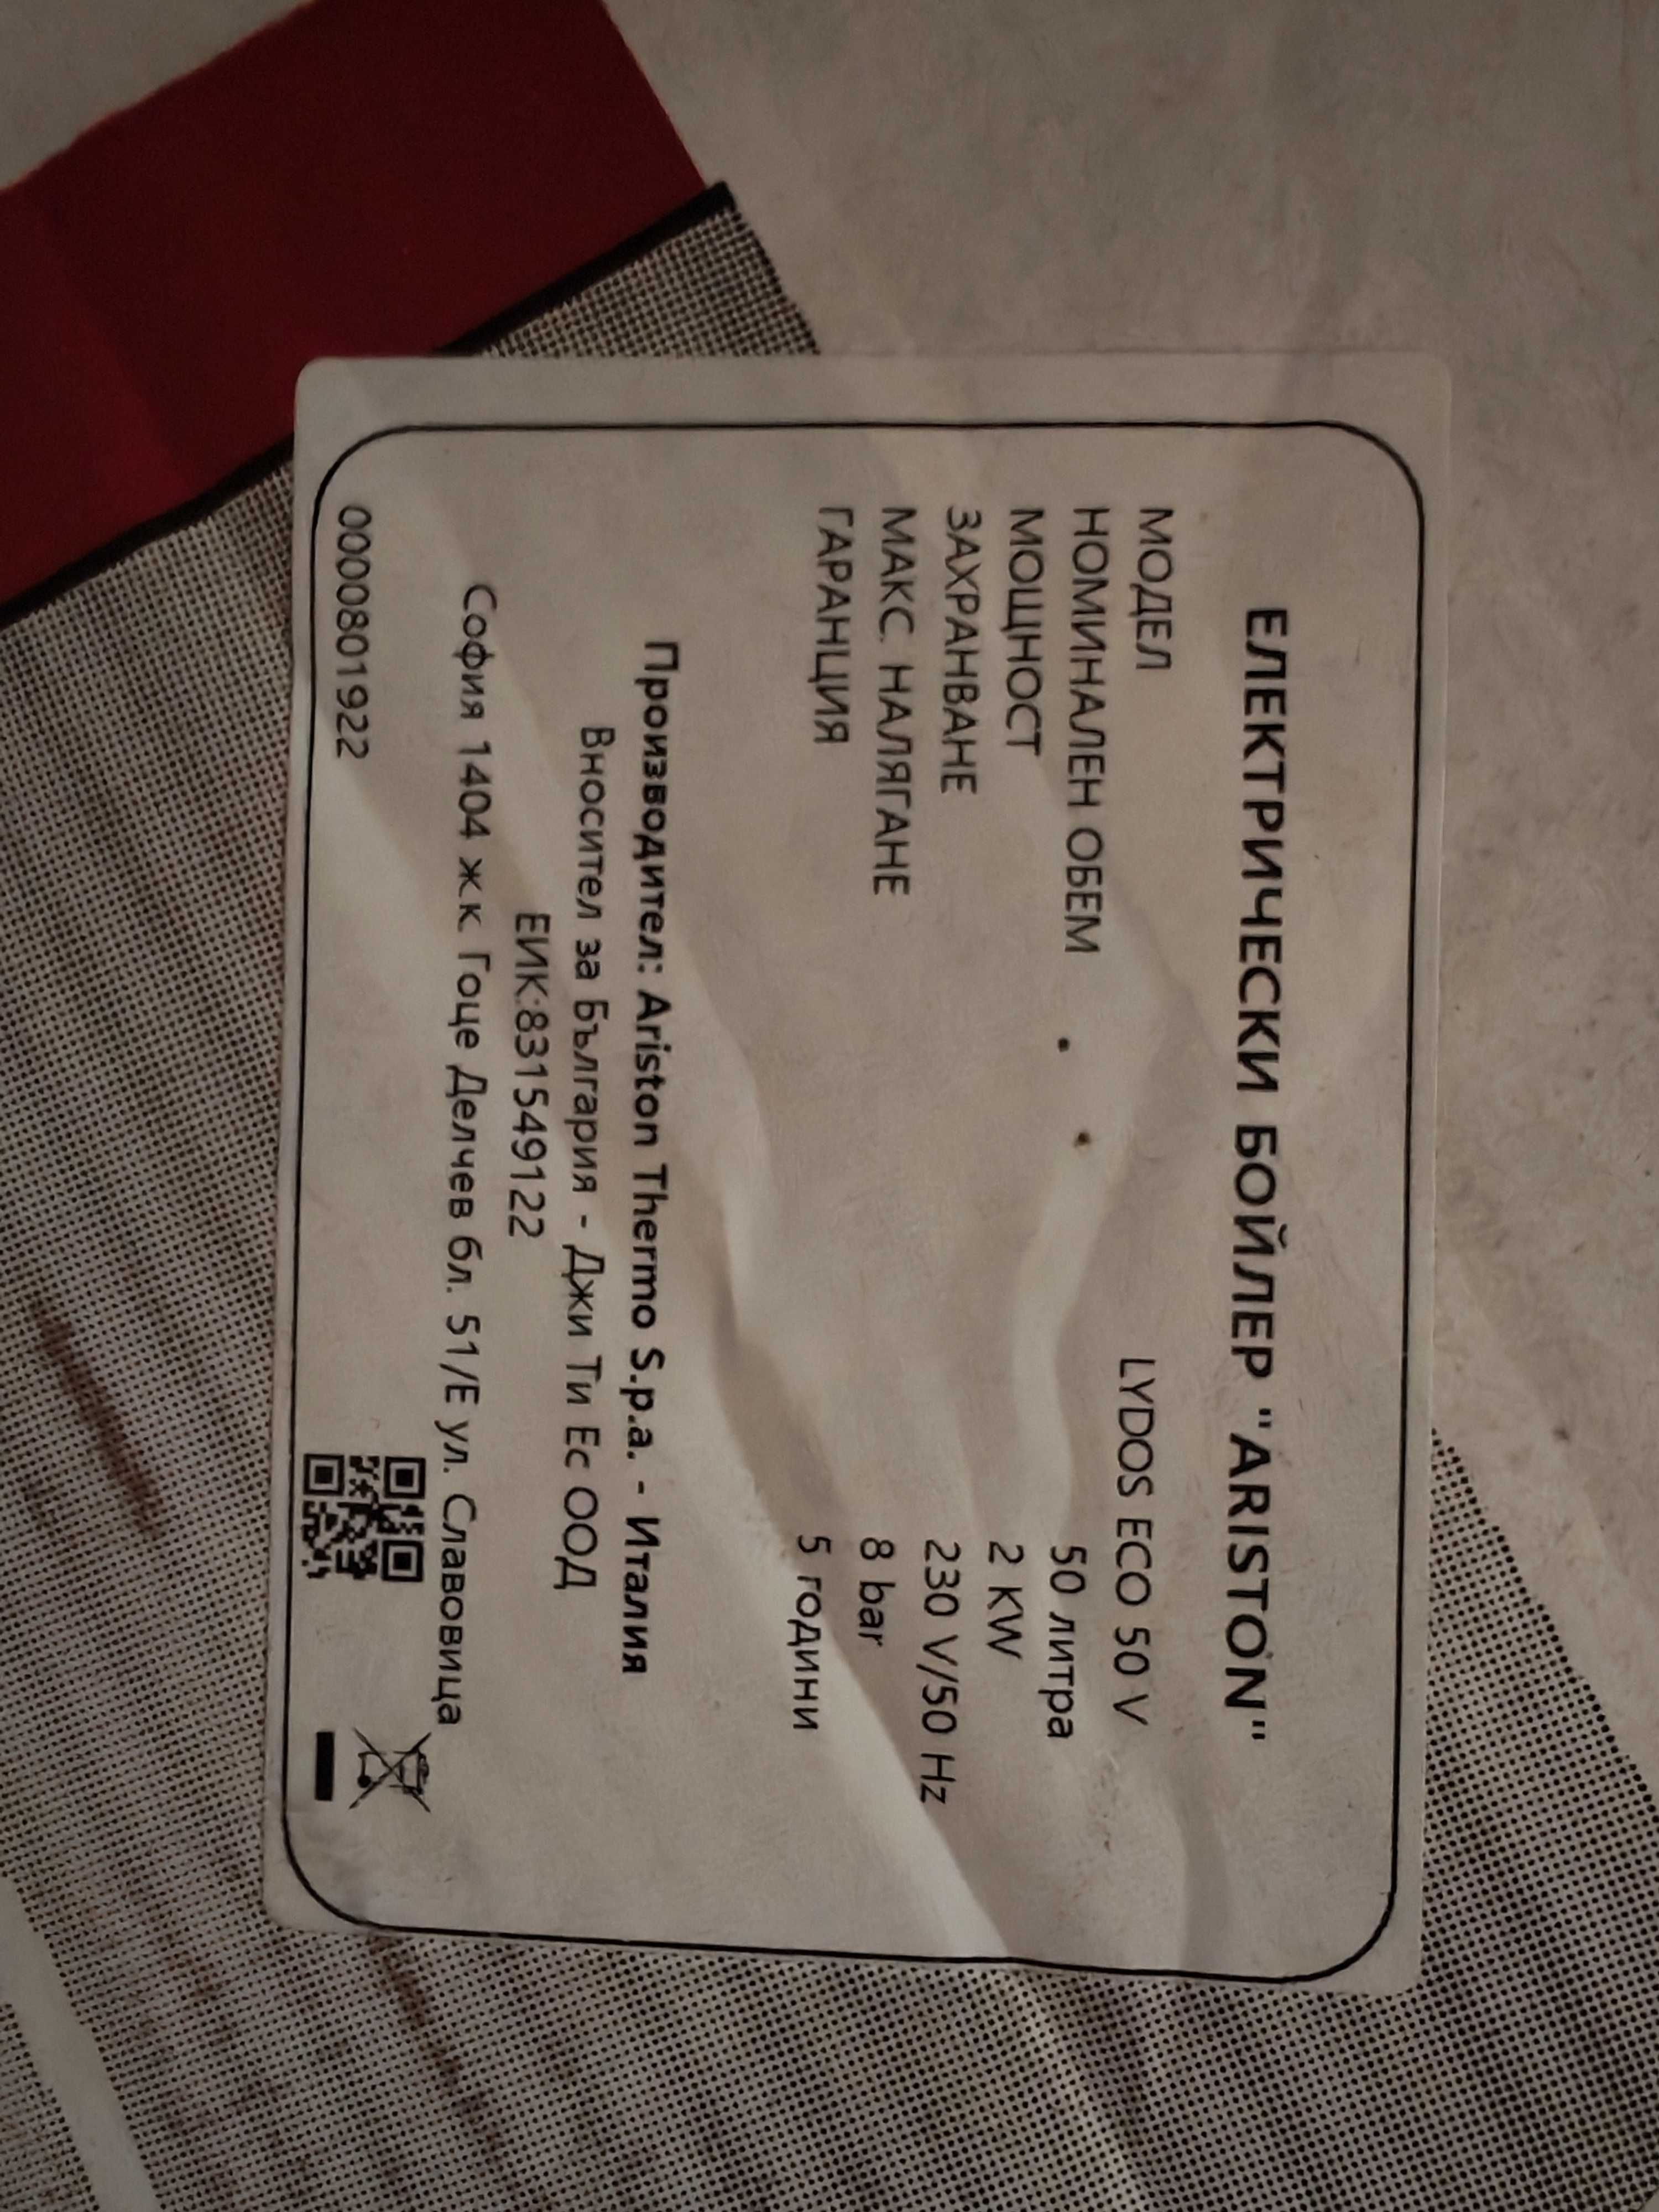 ЕЛЕКТРИЧЕСКИ БОЙЛЕР "ARISTON"
МОДЕЛ LYDOS ECO 50 V
НОМИНАЛЕН ОБЕМ 50 литра
МОЩНОСТ 2 KW
ЗАХРАНВАНЕ 230 V/50 Hz
МАКС. НАЛЯГАНЕ 8 bar
ГАРАНЦИЯ 5 години
Производител: Ariston Thermo S.p.a. - Италия
Вносител за България - Джи Ти Ес ООД
ЕИК:831549122
София 1404 ж.к. Гоце Делчев бл. 51/Е ул. Славовица
0000801922